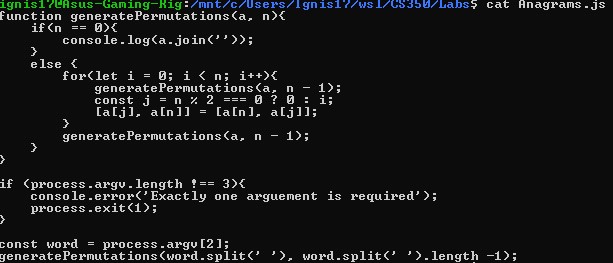 ignis17@Asus-Gaming-Rig:/mnt/c/Users/Ignis17/wsl/CS350/Labs$ cat Anagrams.js
function generatePermutations(a, n){
    if(n == 0){
        console.log(a.join(''));
    }
    else {
        for(let i = 0; i < n; i++){
            generatePermutations(a, n - 1);
            const j = n % 2 === 0 ? 0 : i;
            [a[j], a[n]] = [a[n], a[j]];
        }
        generatePermutations(a, n - 1);
    }
}

if (process.argv.length !== 3){
    console.error('Exactly one arguement is required');
    process.exit(1);
}

const word = process.argv[2];
generatePermutations(word.split(' '), word.split(' ').length -1);